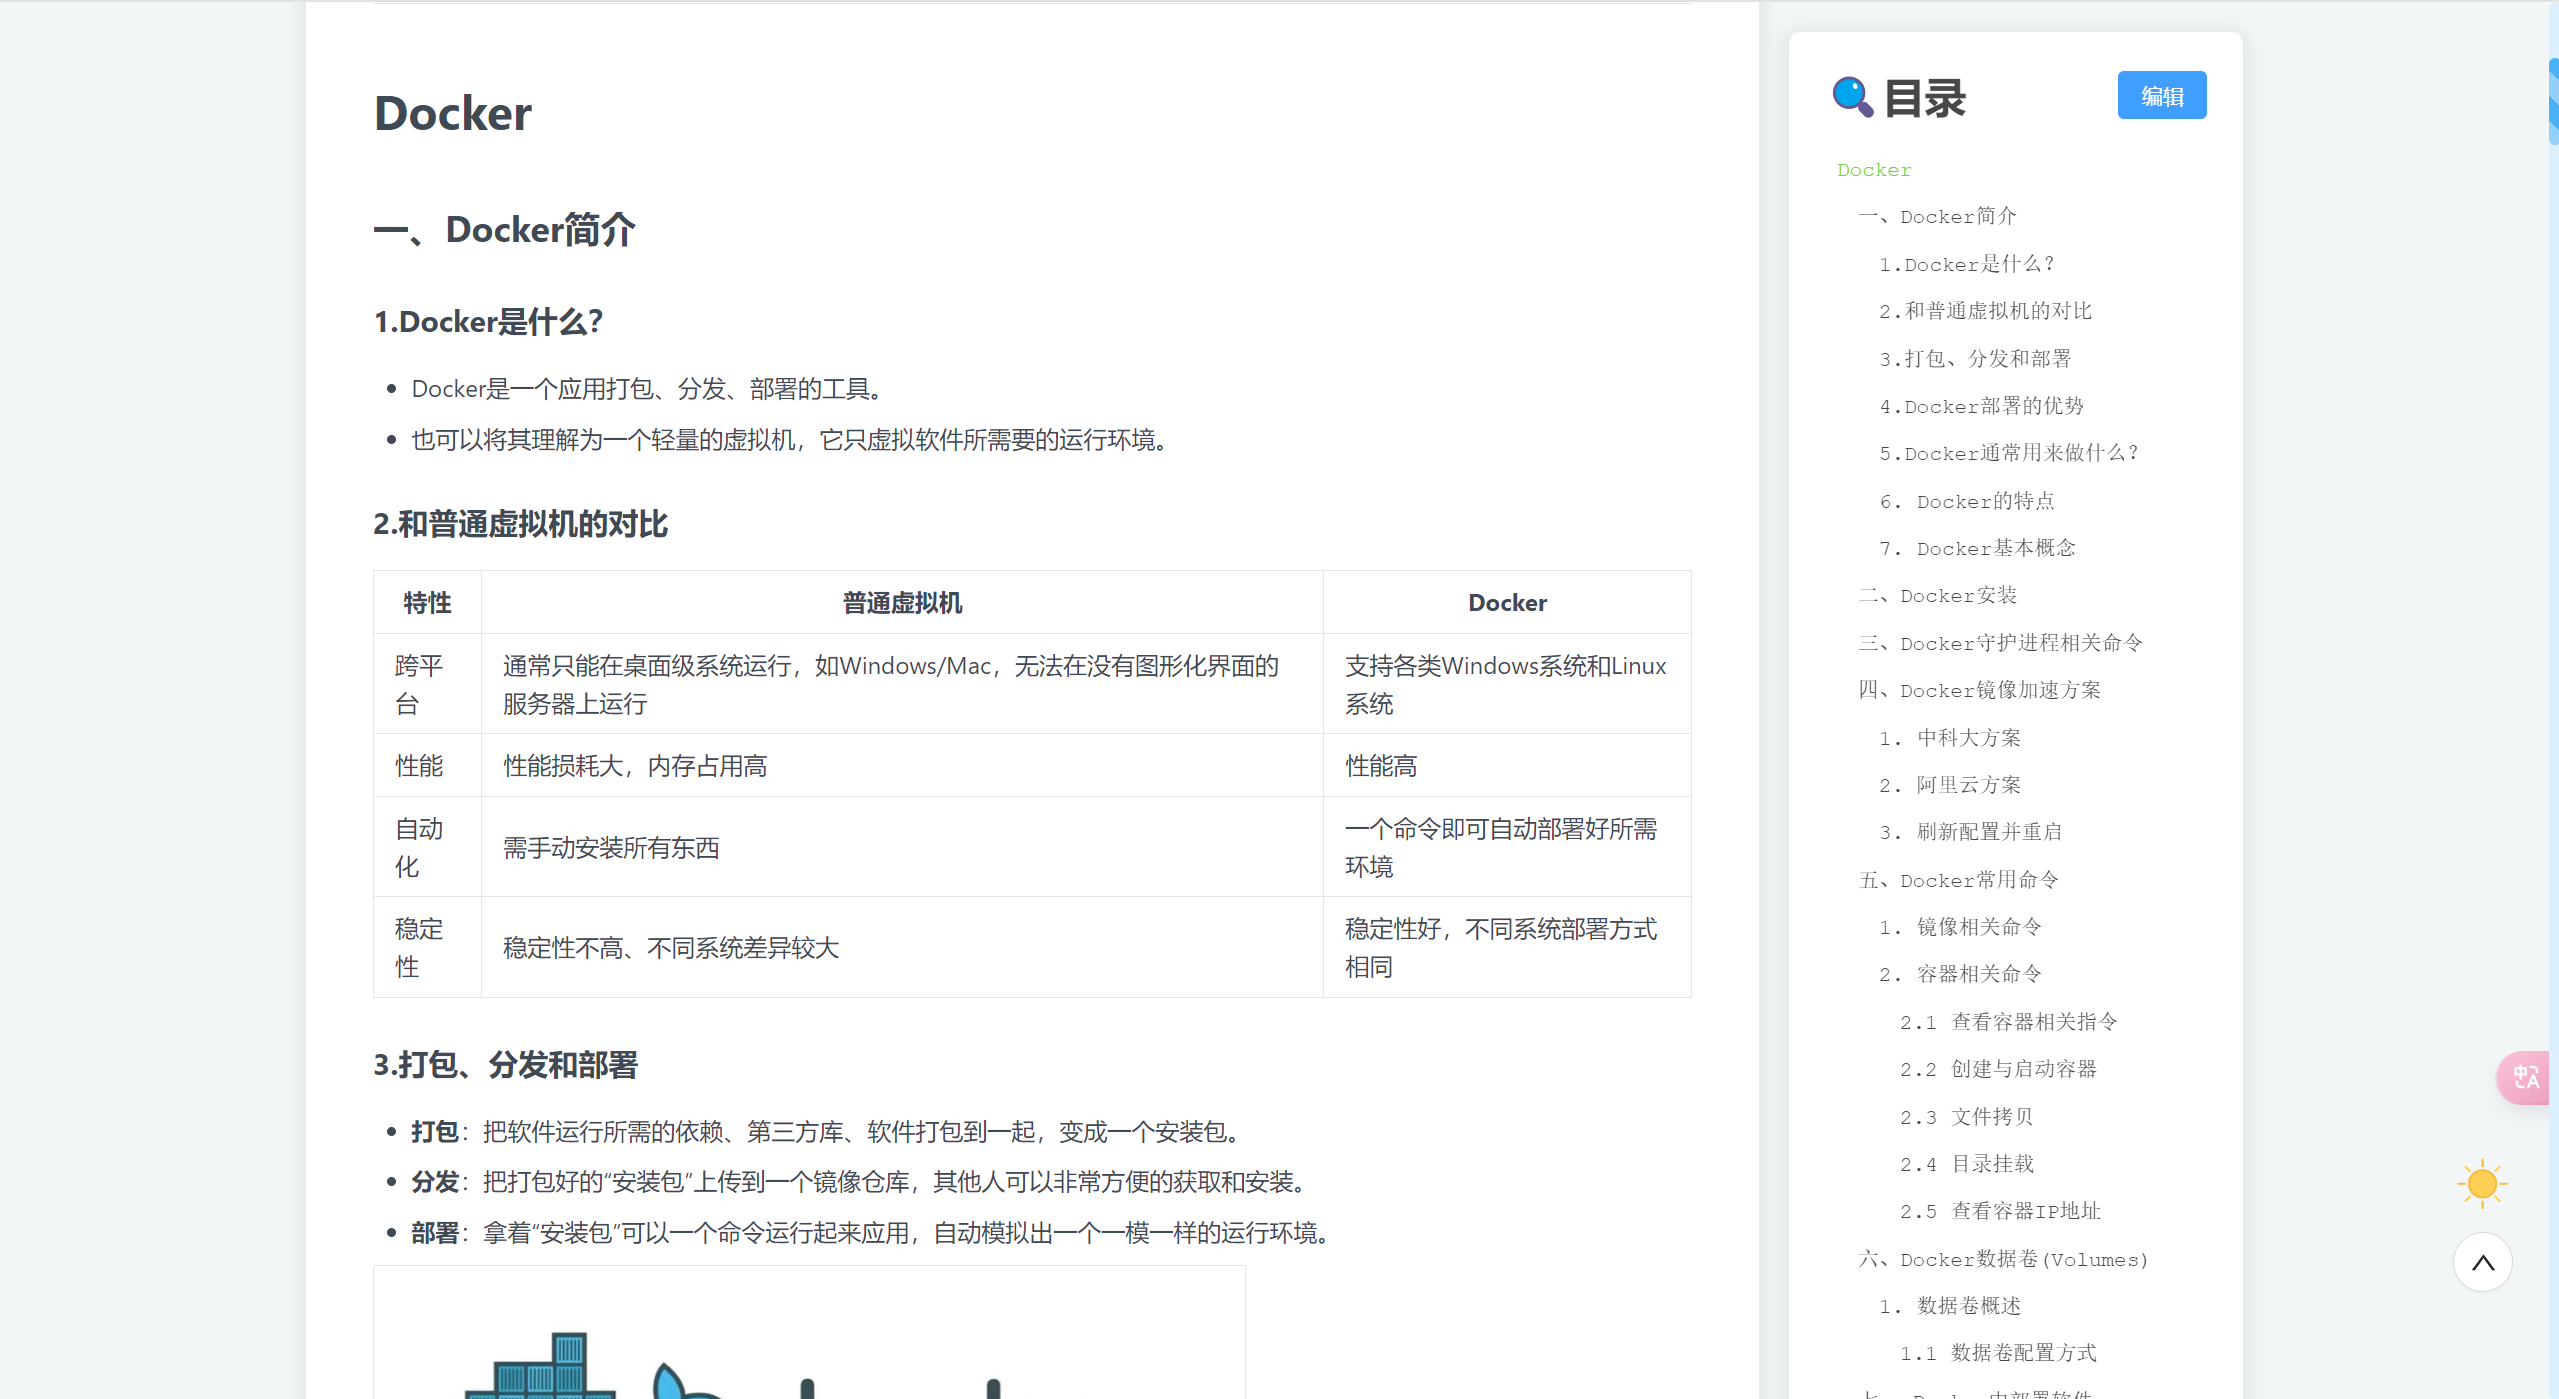 Docker
一、Docker简介
1.Docker是什么？
Docker是一个应用打包、分发、部署的工具。
也可以将其理解为一个轻量的虚拟机，它只虚拟软件所需要的运行环境。
2.和普通虚拟机的对比
特性 普通虚拟机 Docker
跨平台 通常只能在桌面级系统运行，如Windows/Mac，无法在没有图形化界面的服务器上运行 支持各类Windows系统和Linux系统
性能 性能损耗大，内存占用高 性能高
自动化 需手动安装所有东西 一个命令即可自动部署好所需环境
稳定性 稳定性不高、不同系统差异较大 稳定性好，不同系统部署方式相同
3.打包、分发和部署
打包：把软件运行所需的依赖、第三方库、软件打包到一起，变成一个安装包。
分发：把打包好的“安装包”上传到一个镜像仓库，其他人可以非常方便的获取和安装。
部署：拿着“安装包”可以一个命令运行起来应用，自动模拟出一个一模一样的运行环境。
目录
编辑
Docker
一、Docker简介
1.Docker是什么？
2.和普通虚拟机的对比
3.打包、分发和部署
4.Docker部署的优势
5.Docker通常用来做什么？
6. Docker的特点
7. Docker基本概念
二、Docker安装
三、Docker守护进程相关命令
四、Docker镜像加速方案
1. 中科大方案
2. 阿里云方案
3. 刷新配置并重启
五、Docker常用命令
1. 镜像相关命令
2. 容器相关命令
2.1 查看容器相关指令
2.2 创建与启动容器
2.3 文件拷贝
2.4 目录挂载
2.5 查看容器IP地址
六、Docker数据卷(Volumes)
1. 数据卷概述
1.1 数据卷配置方式